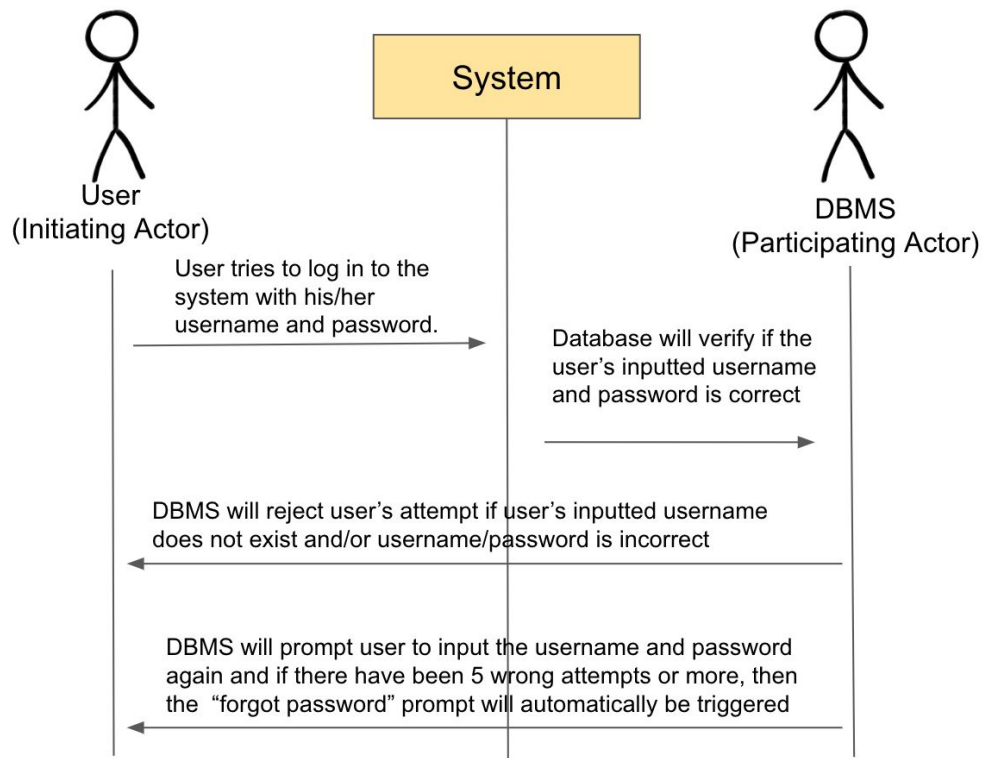 System
User
(Initiating Actor)
DBMS
(Participating Actor)
User tries to log in to the
system with his/her
username and password.
Database will verify if the
user’s inputted username
and password is correct
DBMS will reject user’s attempt if user’s inputted username
does not exist and/or username/password is incorrect
DBMS will prompt user to input the username and password
again and if there have been 5 wrong attempts or more, then
the “forgot password” prompt will automatically be triggered